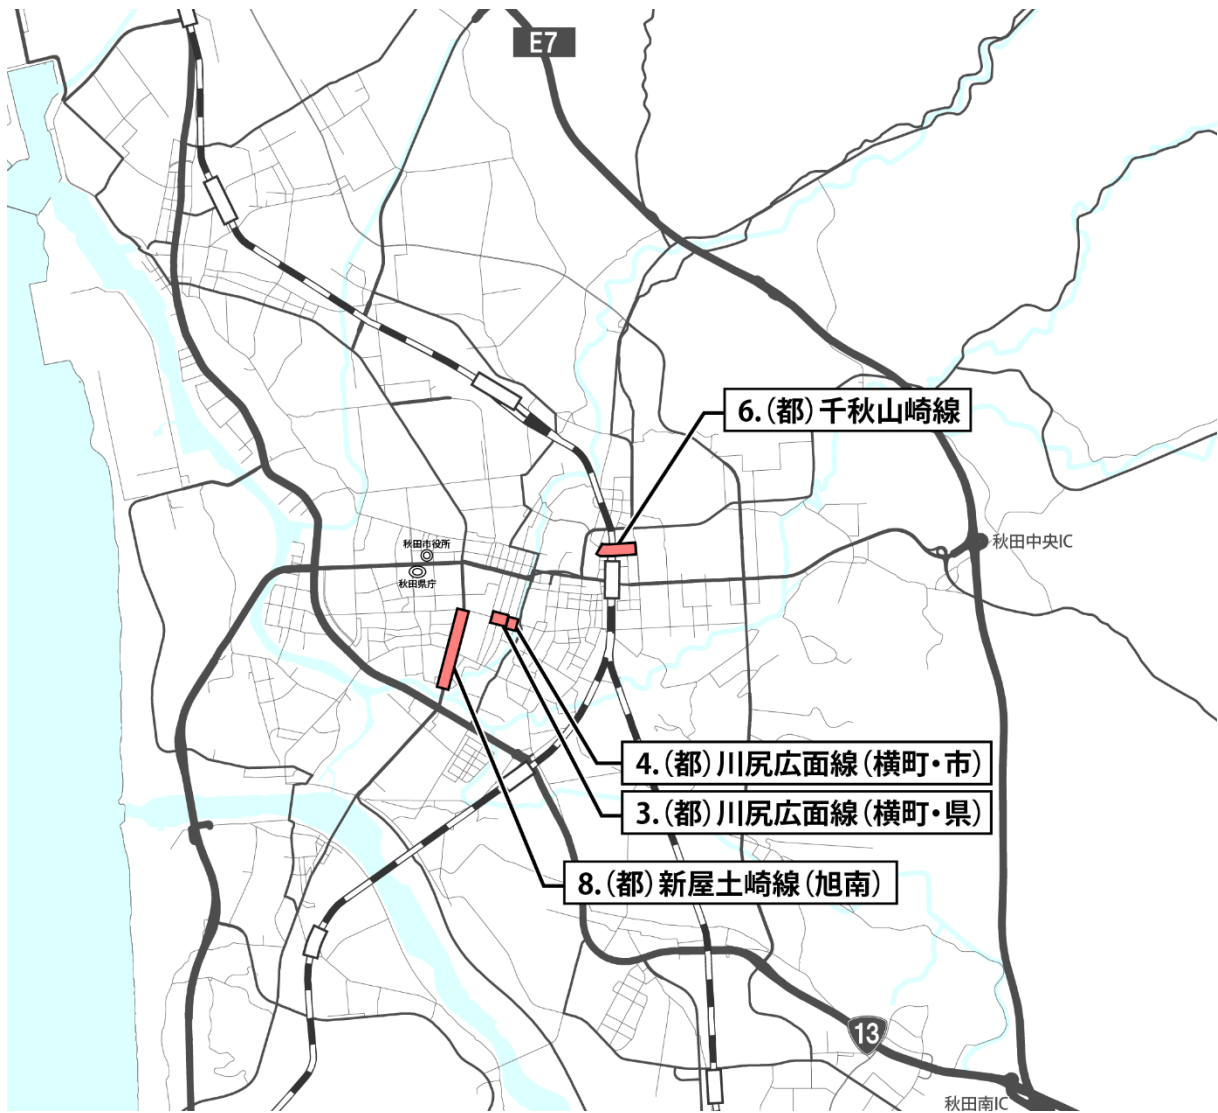 E7
6.(都)千秋山崎線
秋田中央IC
秋田市役所
秋田県庁
4.(都)川尻広面線(横町・市)
3.(都)川尻広面線(横町・県)
8.(都)新屋土崎線(旭南)
13
秋田南IC